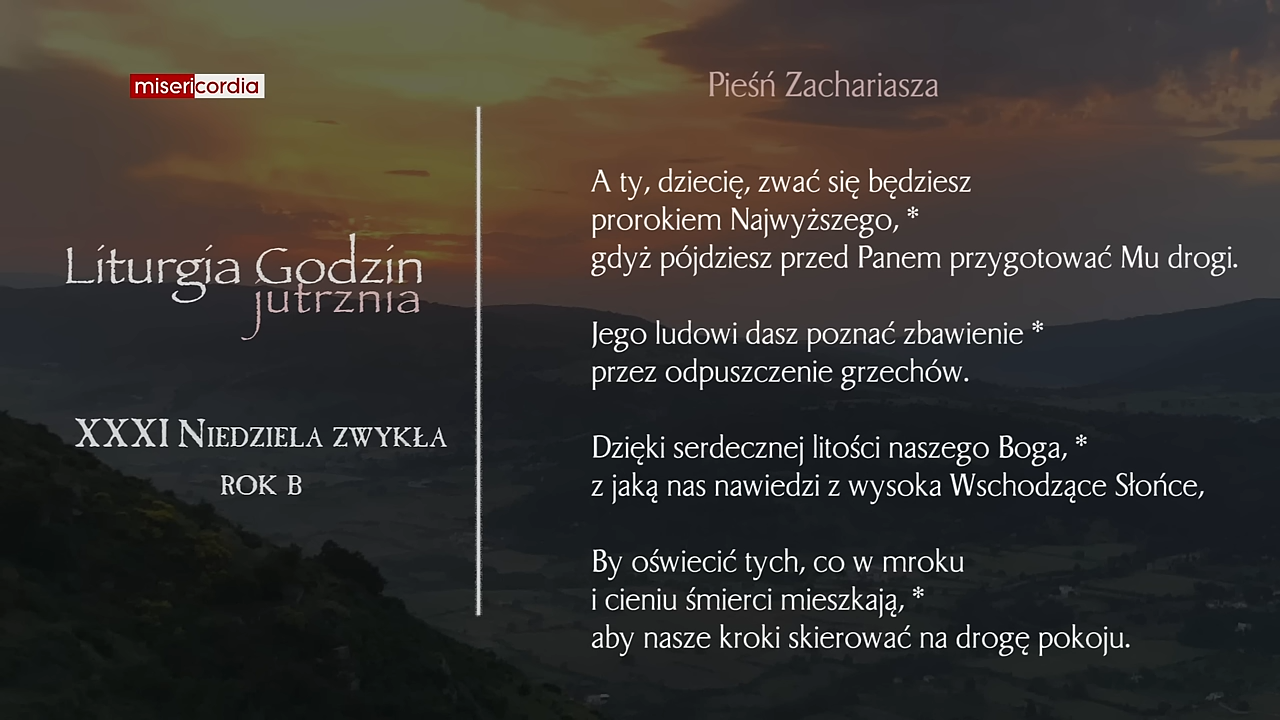 misericordia
Liturgia Godzin
jutrznia
XXXI Niedziela zwykła
rok B
Pieśń Zachariasza
A ty, dziecię, zwać się będziesz
prorokiem Najwyższego, *
gdyż pójdziesz przed Panem przygotować Mu drogi.
Jego ludowi dasz poznać zbawienie *
przez odpuszczenie grzechów.
Dzięki serdecznej litości naszego Boga, *
z jaką nas nawiedzi z wysoka Wschodzące Słońce,
By oświecić tych, co w mroku
i cieniu śmierci mieszkają, *
aby nasze kroki skierować na drogę pokoju.